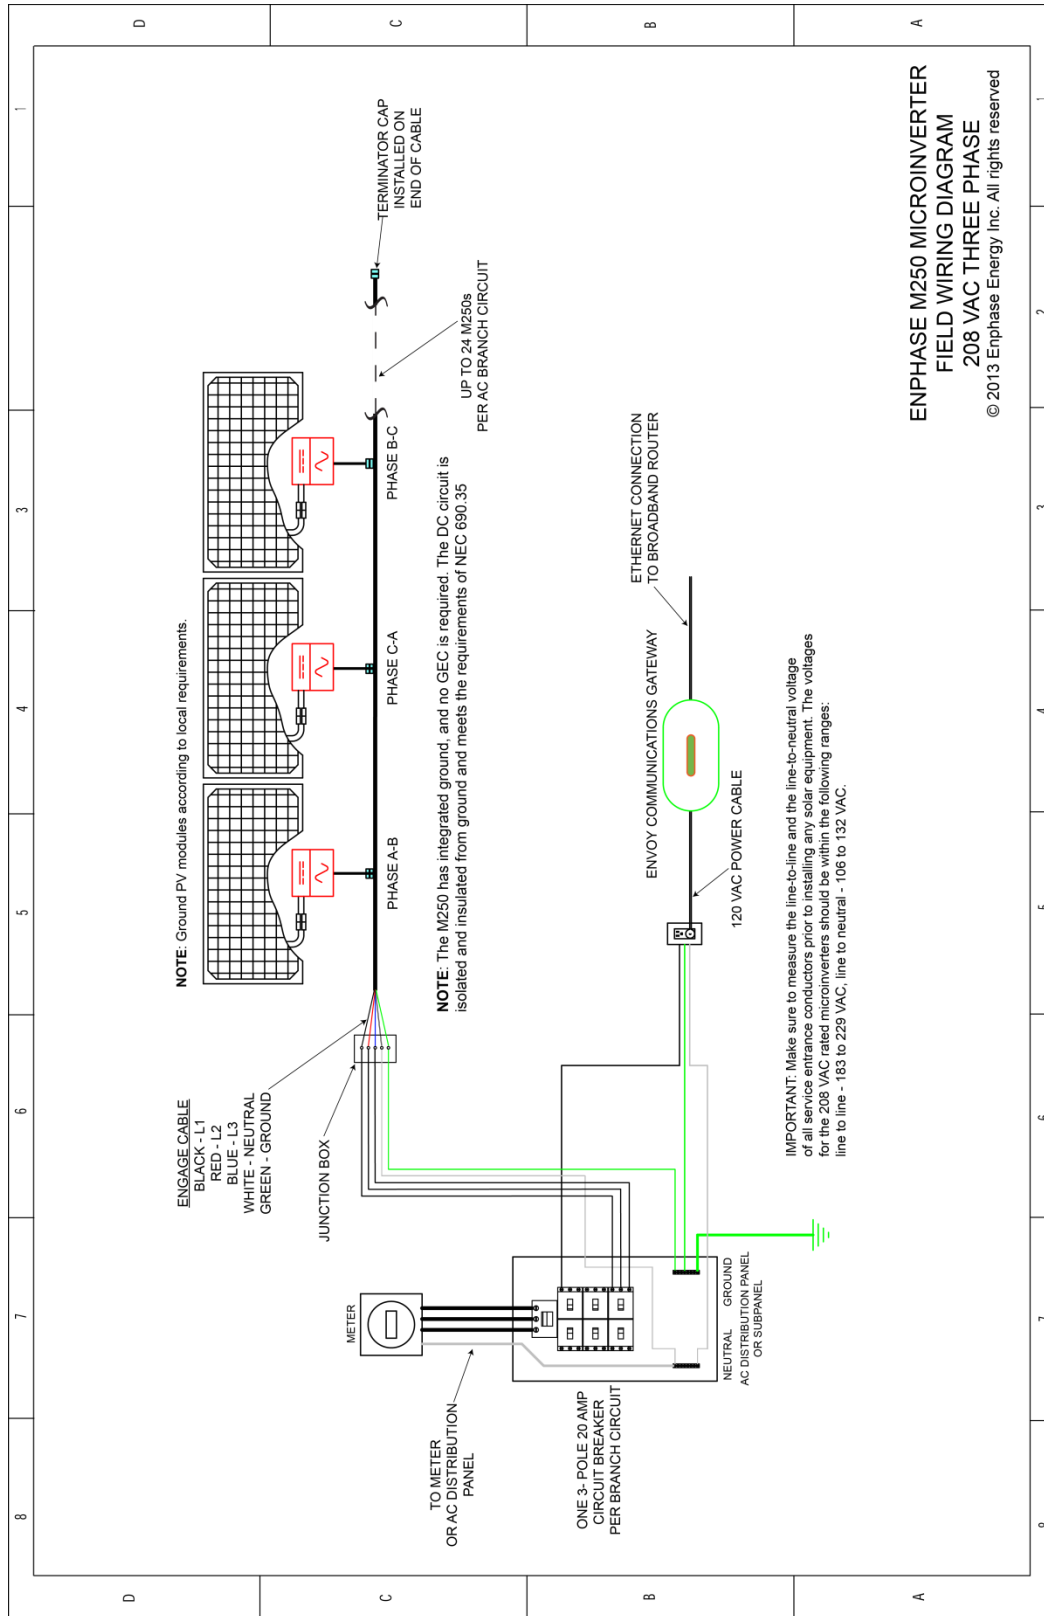 NOTE: Ground PV modules according to local requirements.
ENGAGE CABLE
BLACK - L1
RED - L2
BLUE - L3
WHITE - NEUTRAL
GREEN - GROUND
JUNCTION BOX
PHASE A-B
PHASE C-A
PHASE B-C
TERMINATOR CAP
INSTALLED ON
END OF CABLE
UP TO 24 M250s
PER AC BRANCH CIRCUIT
NOTE: The M250 has integrated ground, and no GEC is required. The DC circuit is
isolated and insulated from ground and meets the requirements of NEC 690.35
METER
TO METER
OR AC DISTRIBUTION
PANEL
ONE 3- POLE 20 AMP
CIRCUIT BREAKER
PER BRANCH CIRCUIT
NEUTRAL
GROUND
AC DISTRIBUTION PANEL
OR SUBPANEL
ENVOY COMMUNICATIONS GATEWAY
120 VAC POWER CABLE
ETHERNET CONNECTION
TO BROADBAND ROUTER
IMPORTANT: Make sure to measure the line-to-line and the line-to-neutral voltage
of all service entrance conductors prior to installing any solar equipment. The voltages
for the 208 VAC rated microinverters should be within the following ranges:
line to line - 183 to 229 VAC, line to neutral - 106 to 132 VAC.
ENPHASE M250 MICROINVERTER
FIELD WIRING DIAGRAM
208 VAC THREE PHASE
© 2013 Enphase Energy Inc. All rights reserved
8
7
6
5
4
3
2
1
D
C
B
A
D
C
B
A
7
6
4
3
2
1